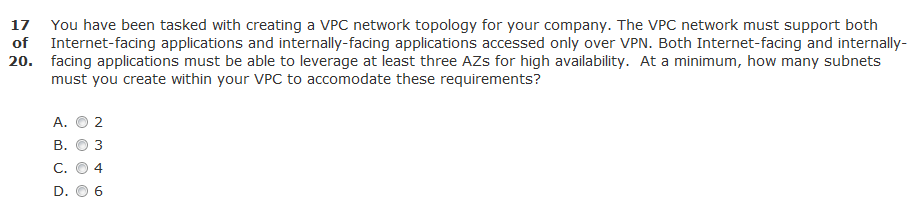 17 You have been tasked with creating a VPC network topology for your company. The VPC network must support both
of Internet-facing applications and internally-facing applications accessed only over VPN. Both Internet-facing and internally-
20. facing applications must be able to leverage at least three AZs for high availability. At a minimum, how many subnets
must you create within your VPC to accomodate these requirements?
A. 2
B. 3
C. 4
D. 6